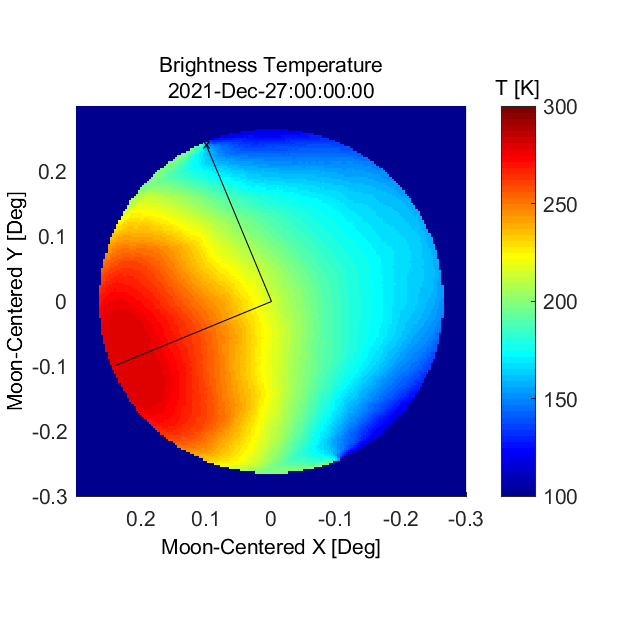 Brightness Temperature
2021-Dec-27:00:00:00
T [K]
300
250
200
150
100
Moon-Centered Y [Deg]
0.2
0.1
0
-0.1
-0.2
-0.3
0.2 0.1 0 -0.1 -0.2 -0.3
Moon-Centered X [Deg]